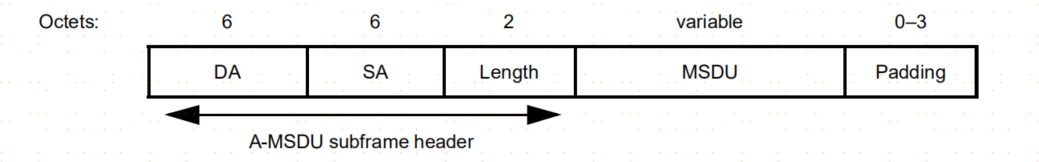 Octets: 6 6 2 variable 0–3
DA SA Length MSDU Padding
A-MSDU subframe header